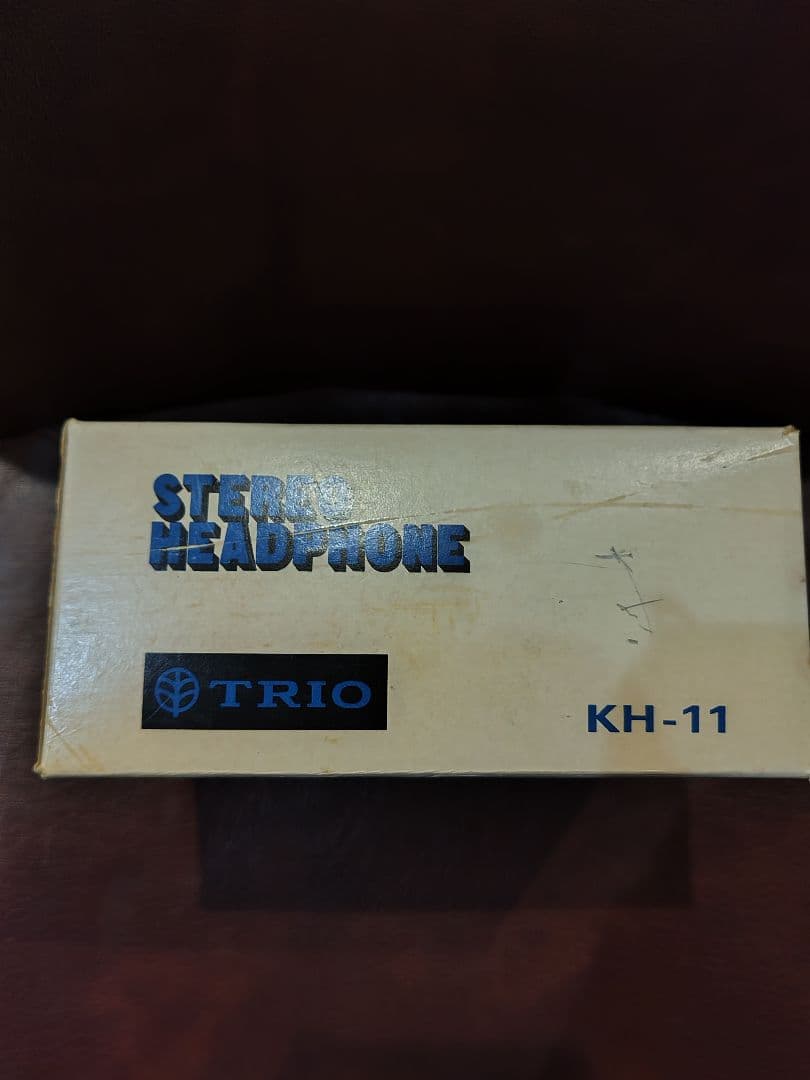 STEREO
HEADPHONE
TRIO
KH-11